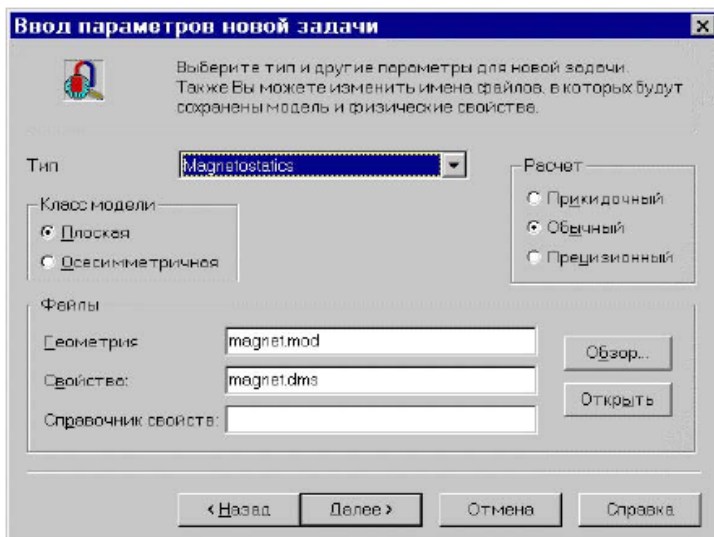 Ввод параметров новой задачи
Выберите тип и другие параметры для новой задачи.
Также Вы можете изменить имена файлов, в которых будут
сохранены модель и физические свойства.
Тип
Magnetostatics
Расчет
Прикидочный
Обычный
Прецизионный
Класс модели
Плоская
Осесимметричная
Файлы
Геометрия
magnet.mod
Обзор...
Свойства:
magnet.dms
Открыть
Справочник свойств:
< Назад
Далее >
Отмена
Справка